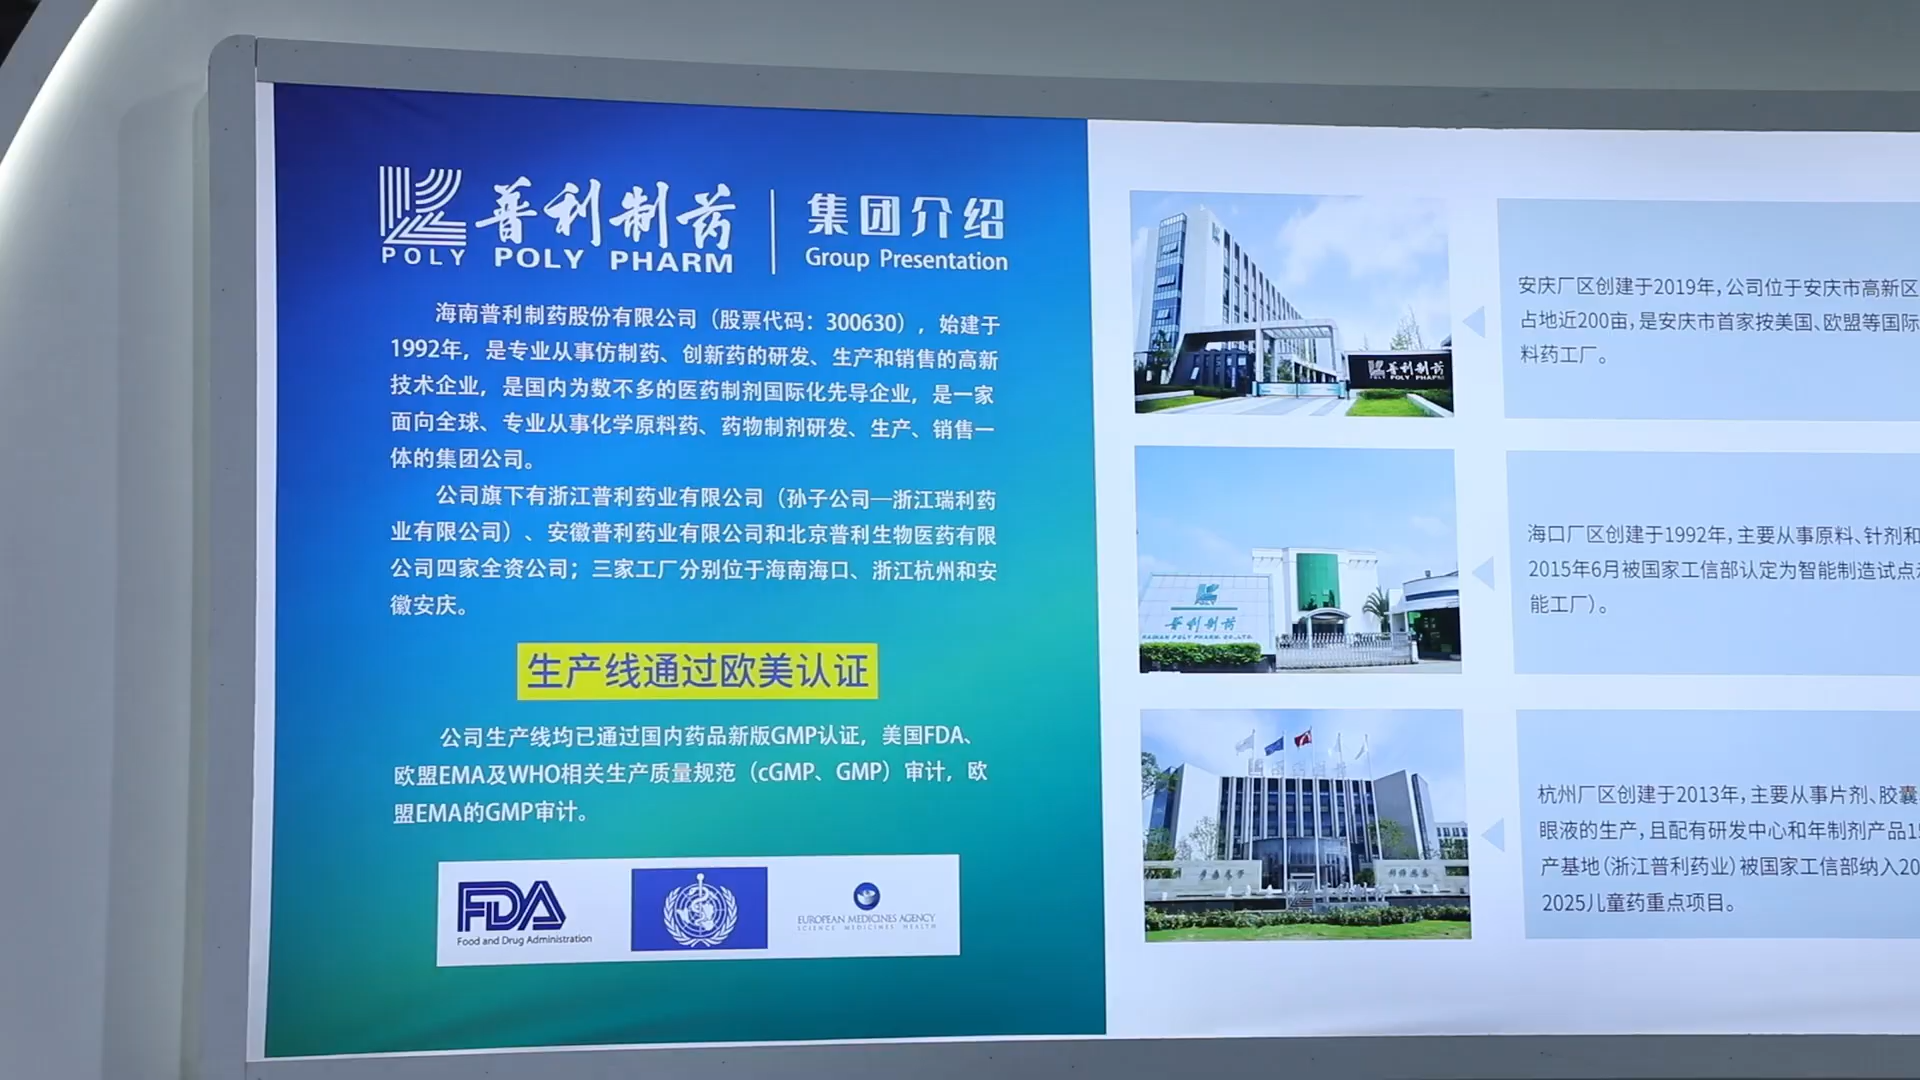 普利制药
POLY
POLY PHARM
集团介绍
Group Presentation
海南普利制药股份有限公司（股票代码：300630），始建于
1992年，是专业从事仿制药、创新药的研发、生产和销售的高新
技术企业，是国内为数不多的医药制剂国际化先导企业，是一家
面向全球、专业从事化学原料药、药物制剂研发、生产、销售一
体的集团公司。
公司旗下有浙江普利药业有限公司（孙子公司—浙江瑞利药
业有限公司）、安徽普利药业有限公司和北京普利生物医药有限
公司四家全资公司；三家工厂分别位于海南海口、浙江杭州和安
徽安庆。
生产线通过欧美认证
公司生产线均已通过国内药品新版GMP认证，美国FDA、
欧盟EMA及WHO相关生产质量规范（cGMP、GMP）审计，欧
盟EMA的GMP审计。
FDA
Food and Drug Administration
EUROPEAN MEDICINES AGENCY
SCIENCE MEDICINES HEALTH
普利制药
POLY PHARM
安庆厂区创建于2019年，公司位于安庆市高新区
占地近200亩，是安庆市首家按美国、欧盟等国际
料药工厂。
POLY
普利制药
HAINAN POLY PHARM. CO., LTD.
海口厂区创建于1992年，主要从事原料、针剂和
2015年6月被国家工信部认定为智能制造试点
能工厂）。
杭州厂区创建于2013年，主要从事片剂、胶囊
眼液的生产，且配有研发中心和年制剂产品1
产基地（浙江普利药业）被国家工信部纳入20
2025儿童药重点项目。